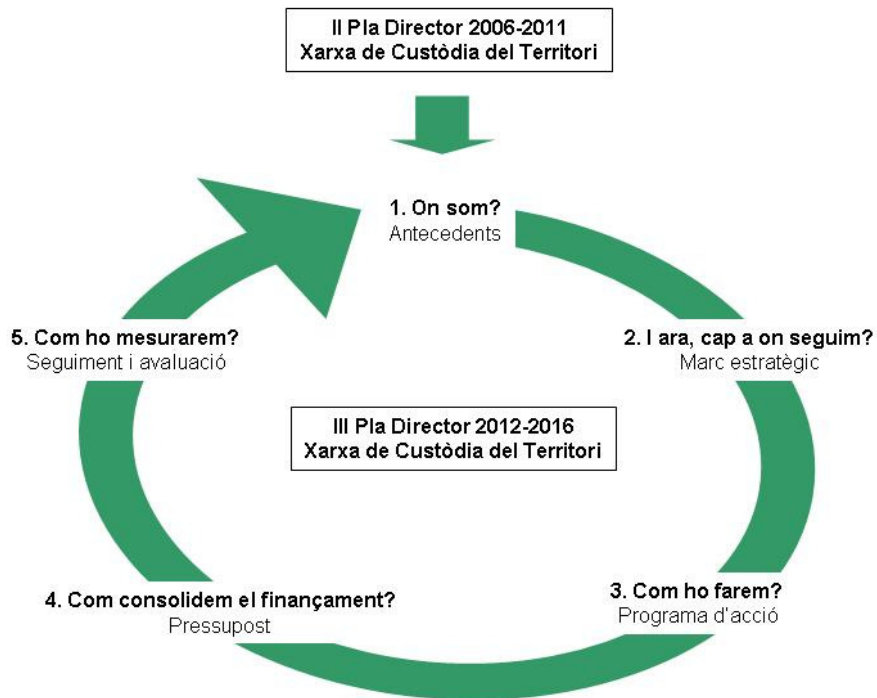 II Pla Director 2006-2011
Xarxa de Custòdia del Territori
1. On som?
Antecedents
2. I ara, cap a on seguim?
Marc estratègic
3. Com ho farem?
Programa d'acció
4. Com consolidem el finançament?
Pressupost
5. Com ho mesurarem?
Seguiment i avaluació
III Pla Director 2012-2016
Xarxa de Custòdia del Territori